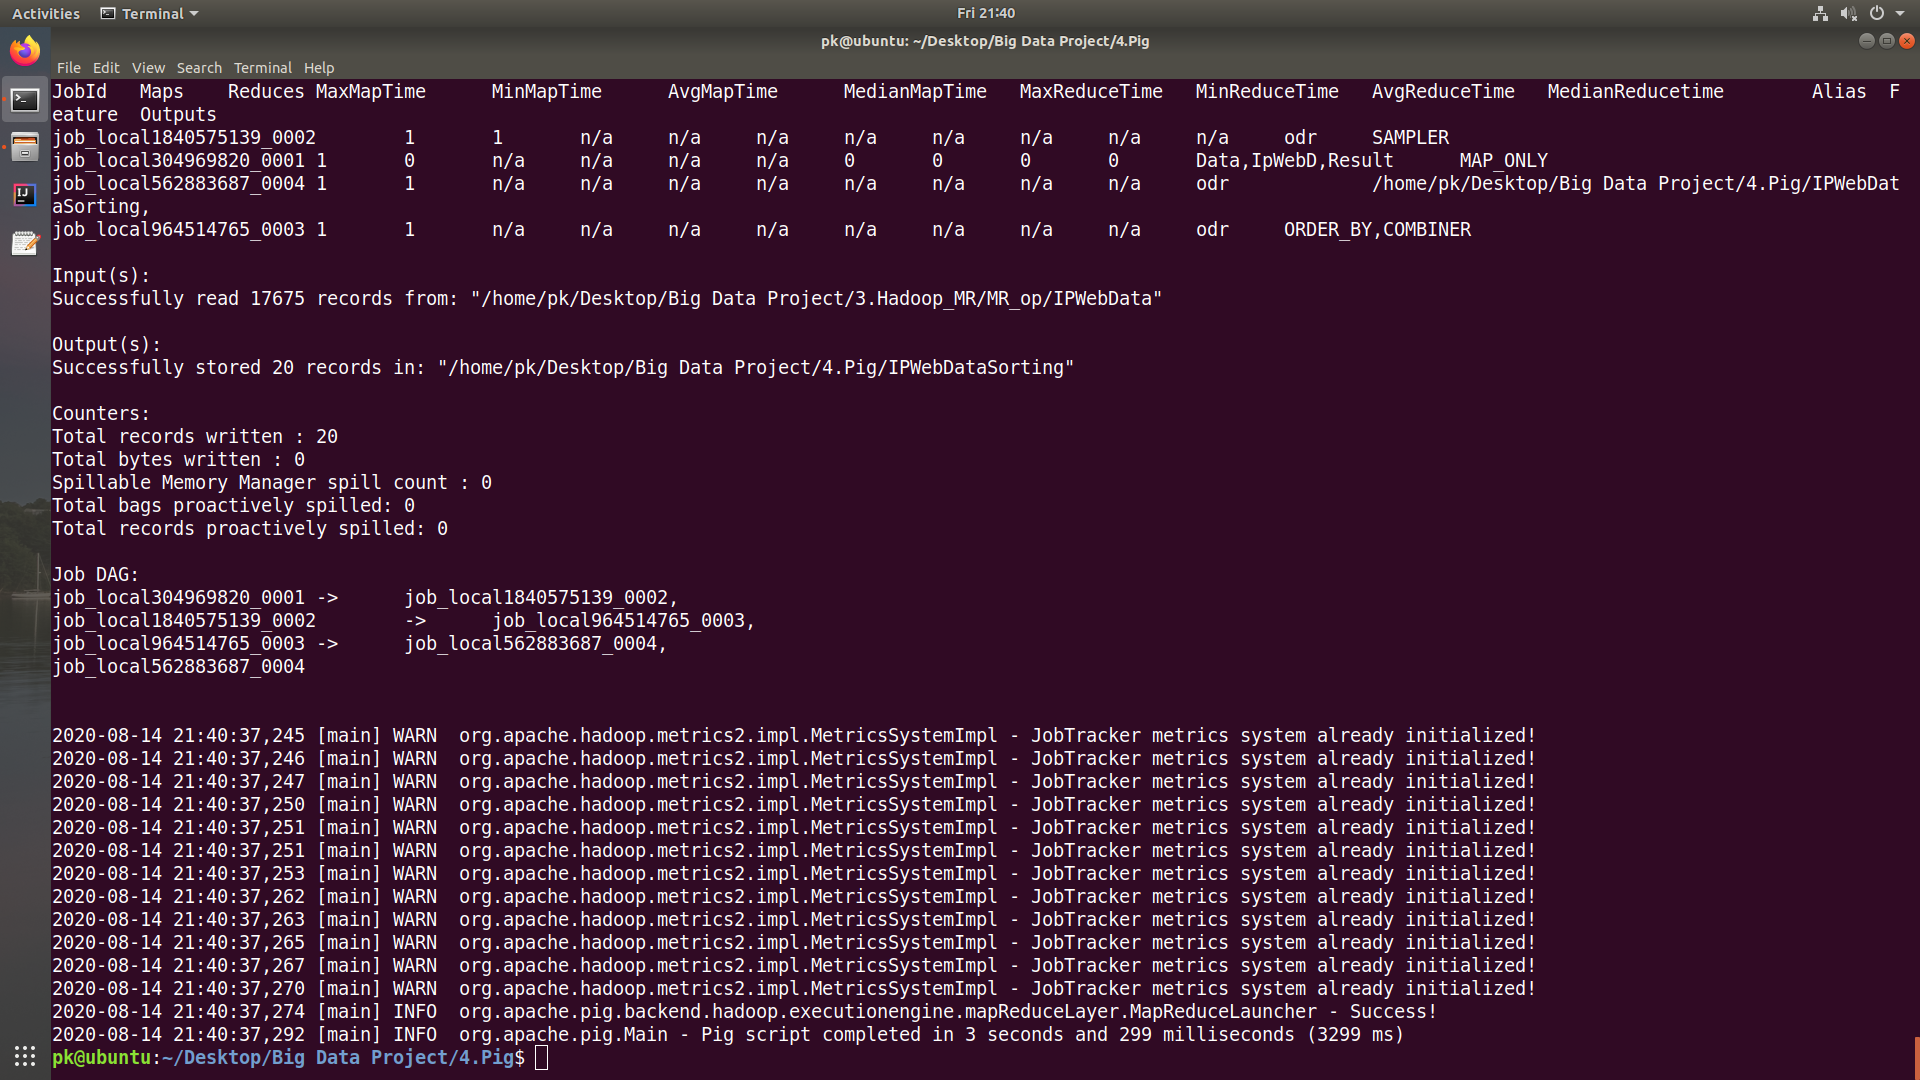 Activities Terminal Fri 21:40
pk@ubuntu: ~/Desktop/Big Data Project/4.Pig
File Edit View Search Terminal Help
JobId Maps Reduces MaxMapTime MinMapTime AvgMapTime MedianMapTime MaxReduceTime MinReduceTime AvgReduceTime MedianReducetime Alias F
eature Outputs
job_local1840575139_0002 1 1 n/a n/a n/a n/a n/a n/a n/a n/a odr SAMPLER
job_local304969820_0001 1 0 n/a n/a n/a n/a 0 0 0 0 Data,IpWebD,Result MAP_ONLY
job_local562883687_0004 1 1 n/a n/a n/a n/a n/a n/a n/a n/a odr /home/pk/Desktop/Big Data Project/4.Pig/IPWebDat
aSorting,
job_local964514765_0003 1 1 n/a n/a n/a n/a n/a n/a n/a n/a odr ORDER_BY,COMBINER
Input(s):
Successfully read 17675 records from: "/home/pk/Desktop/Big Data Project/3.Hadoop_MR/MR_op/IPWebData"
Output(s):
Successfully stored 20 records in: "/home/pk/Desktop/Big Data Project/4.Pig/IPWebDataSorting"
Counters:
Total records written : 20
Total bytes written : 0
Spillable Memory Manager spill count : 0
Total bags proactively spilled: 0
Total records proactively spilled: 0
Job DAG:
job_local304969820_0001 -> job_local1840575139_0002,
job_local1840575139_0002 -> job_local964514765_0003,
job_local964514765_0003 -> job_local562883687_0004,
job_local562883687_0004
2020-08-14 21:40:37,245 [main] WARN org.apache.hadoop.metrics2.impl.MetricsSystemImpl - JobTracker metrics system already initialized!
2020-08-14 21:40:37,246 [main] WARN org.apache.hadoop.metrics2.impl.MetricsSystemImpl - JobTracker metrics system already initialized!
2020-08-14 21:40:37,247 [main] WARN org.apache.hadoop.metrics2.impl.MetricsSystemImpl - JobTracker metrics system already initialized!
2020-08-14 21:40:37,250 [main] WARN org.apache.hadoop.metrics2.impl.MetricsSystemImpl - JobTracker metrics system already initialized!
2020-08-14 21:40:37,251 [main] WARN org.apache.hadoop.metrics2.impl.MetricsSystemImpl - JobTracker metrics system already initialized!
2020-08-14 21:40:37,251 [main] WARN org.apache.hadoop.metrics2.impl.MetricsSystemImpl - JobTracker metrics system already initialized!
2020-08-14 21:40:37,253 [main] WARN org.apache.hadoop.metrics2.impl.MetricsSystemImpl - JobTracker metrics system already initialized!
2020-08-14 21:40:37,262 [main] WARN org.apache.hadoop.metrics2.impl.MetricsSystemImpl - JobTracker metrics system already initialized!
2020-08-14 21:40:37,263 [main] WARN org.apache.hadoop.metrics2.impl.MetricsSystemImpl - JobTracker metrics system already initialized!
2020-08-14 21:40:37,265 [main] WARN org.apache.hadoop.metrics2.impl.MetricsSystemImpl - JobTracker metrics system already initialized!
2020-08-14 21:40:37,267 [main] WARN org.apache.hadoop.metrics2.impl.MetricsSystemImpl - JobTracker metrics system already initialized!
2020-08-14 21:40:37,270 [main] WARN org.apache.hadoop.metrics2.impl.MetricsSystemImpl - JobTracker metrics system already initialized!
2020-08-14 21:40:37,274 [main] INFO org.apache.pig.backend.hadoop.executionengine.mapReduceLayer.MapReduceLauncher - Success!
2020-08-14 21:40:37,292 [main] INFO org.apache.pig.Main - Pig script completed in 3 seconds and 299 milliseconds (3299 ms)
pk@ubuntu:~/Desktop/Big Data Project/4.Pig$